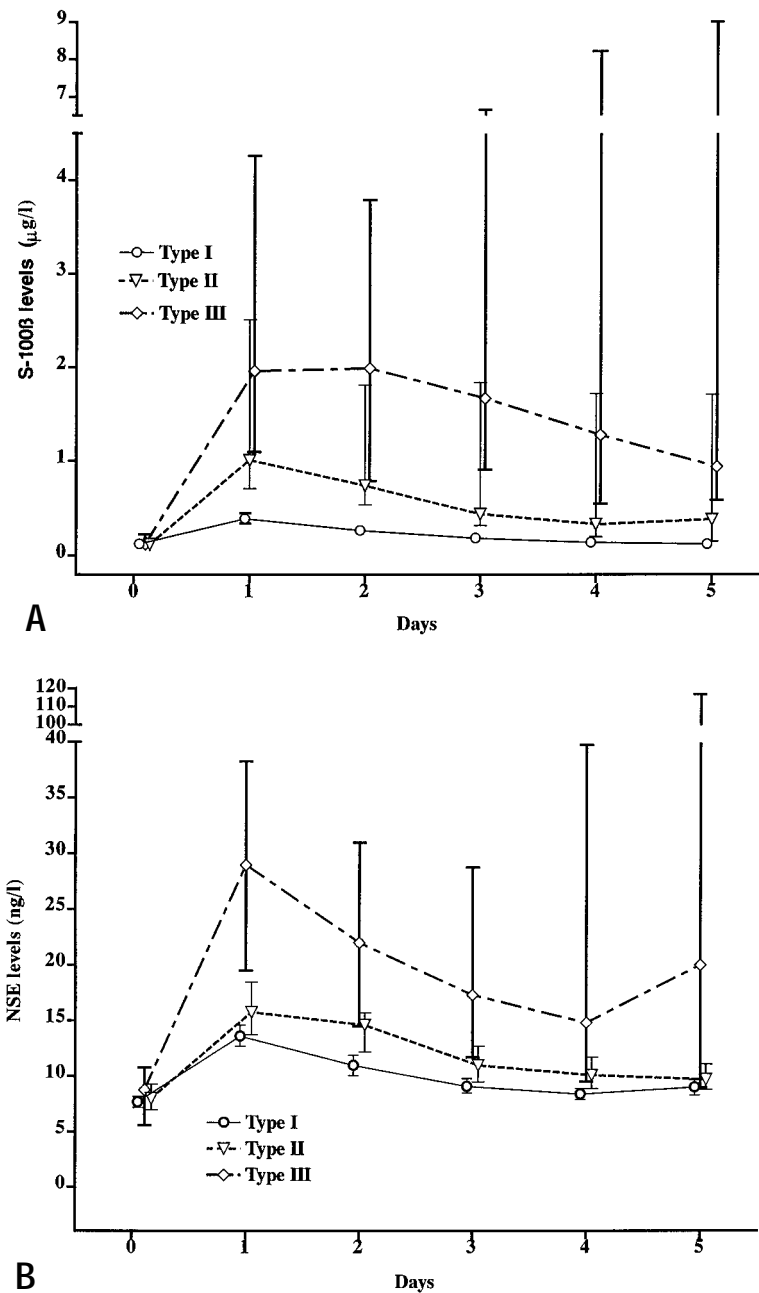 9
8
7
4
3
2
1
0
S-100ß levels (µg/l)
Type I
Type II
Type III
0 1 2 3 4 5
Days
A
120
110
100
40
35
30
25
20
15
10
5
0
NSE levels (ng/l)
Type I
Type II
Type III
0 1 2 3 4 5
Days
B